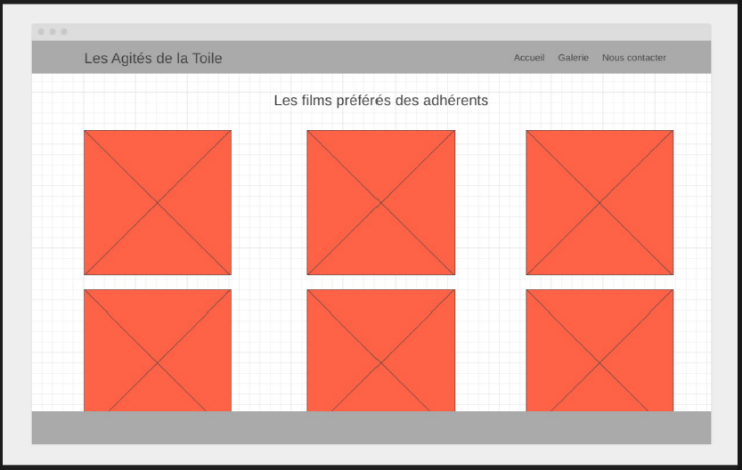 Les Agités de la Toile
Accueil Galerie Nous contacter
Les films préférés des adhérents